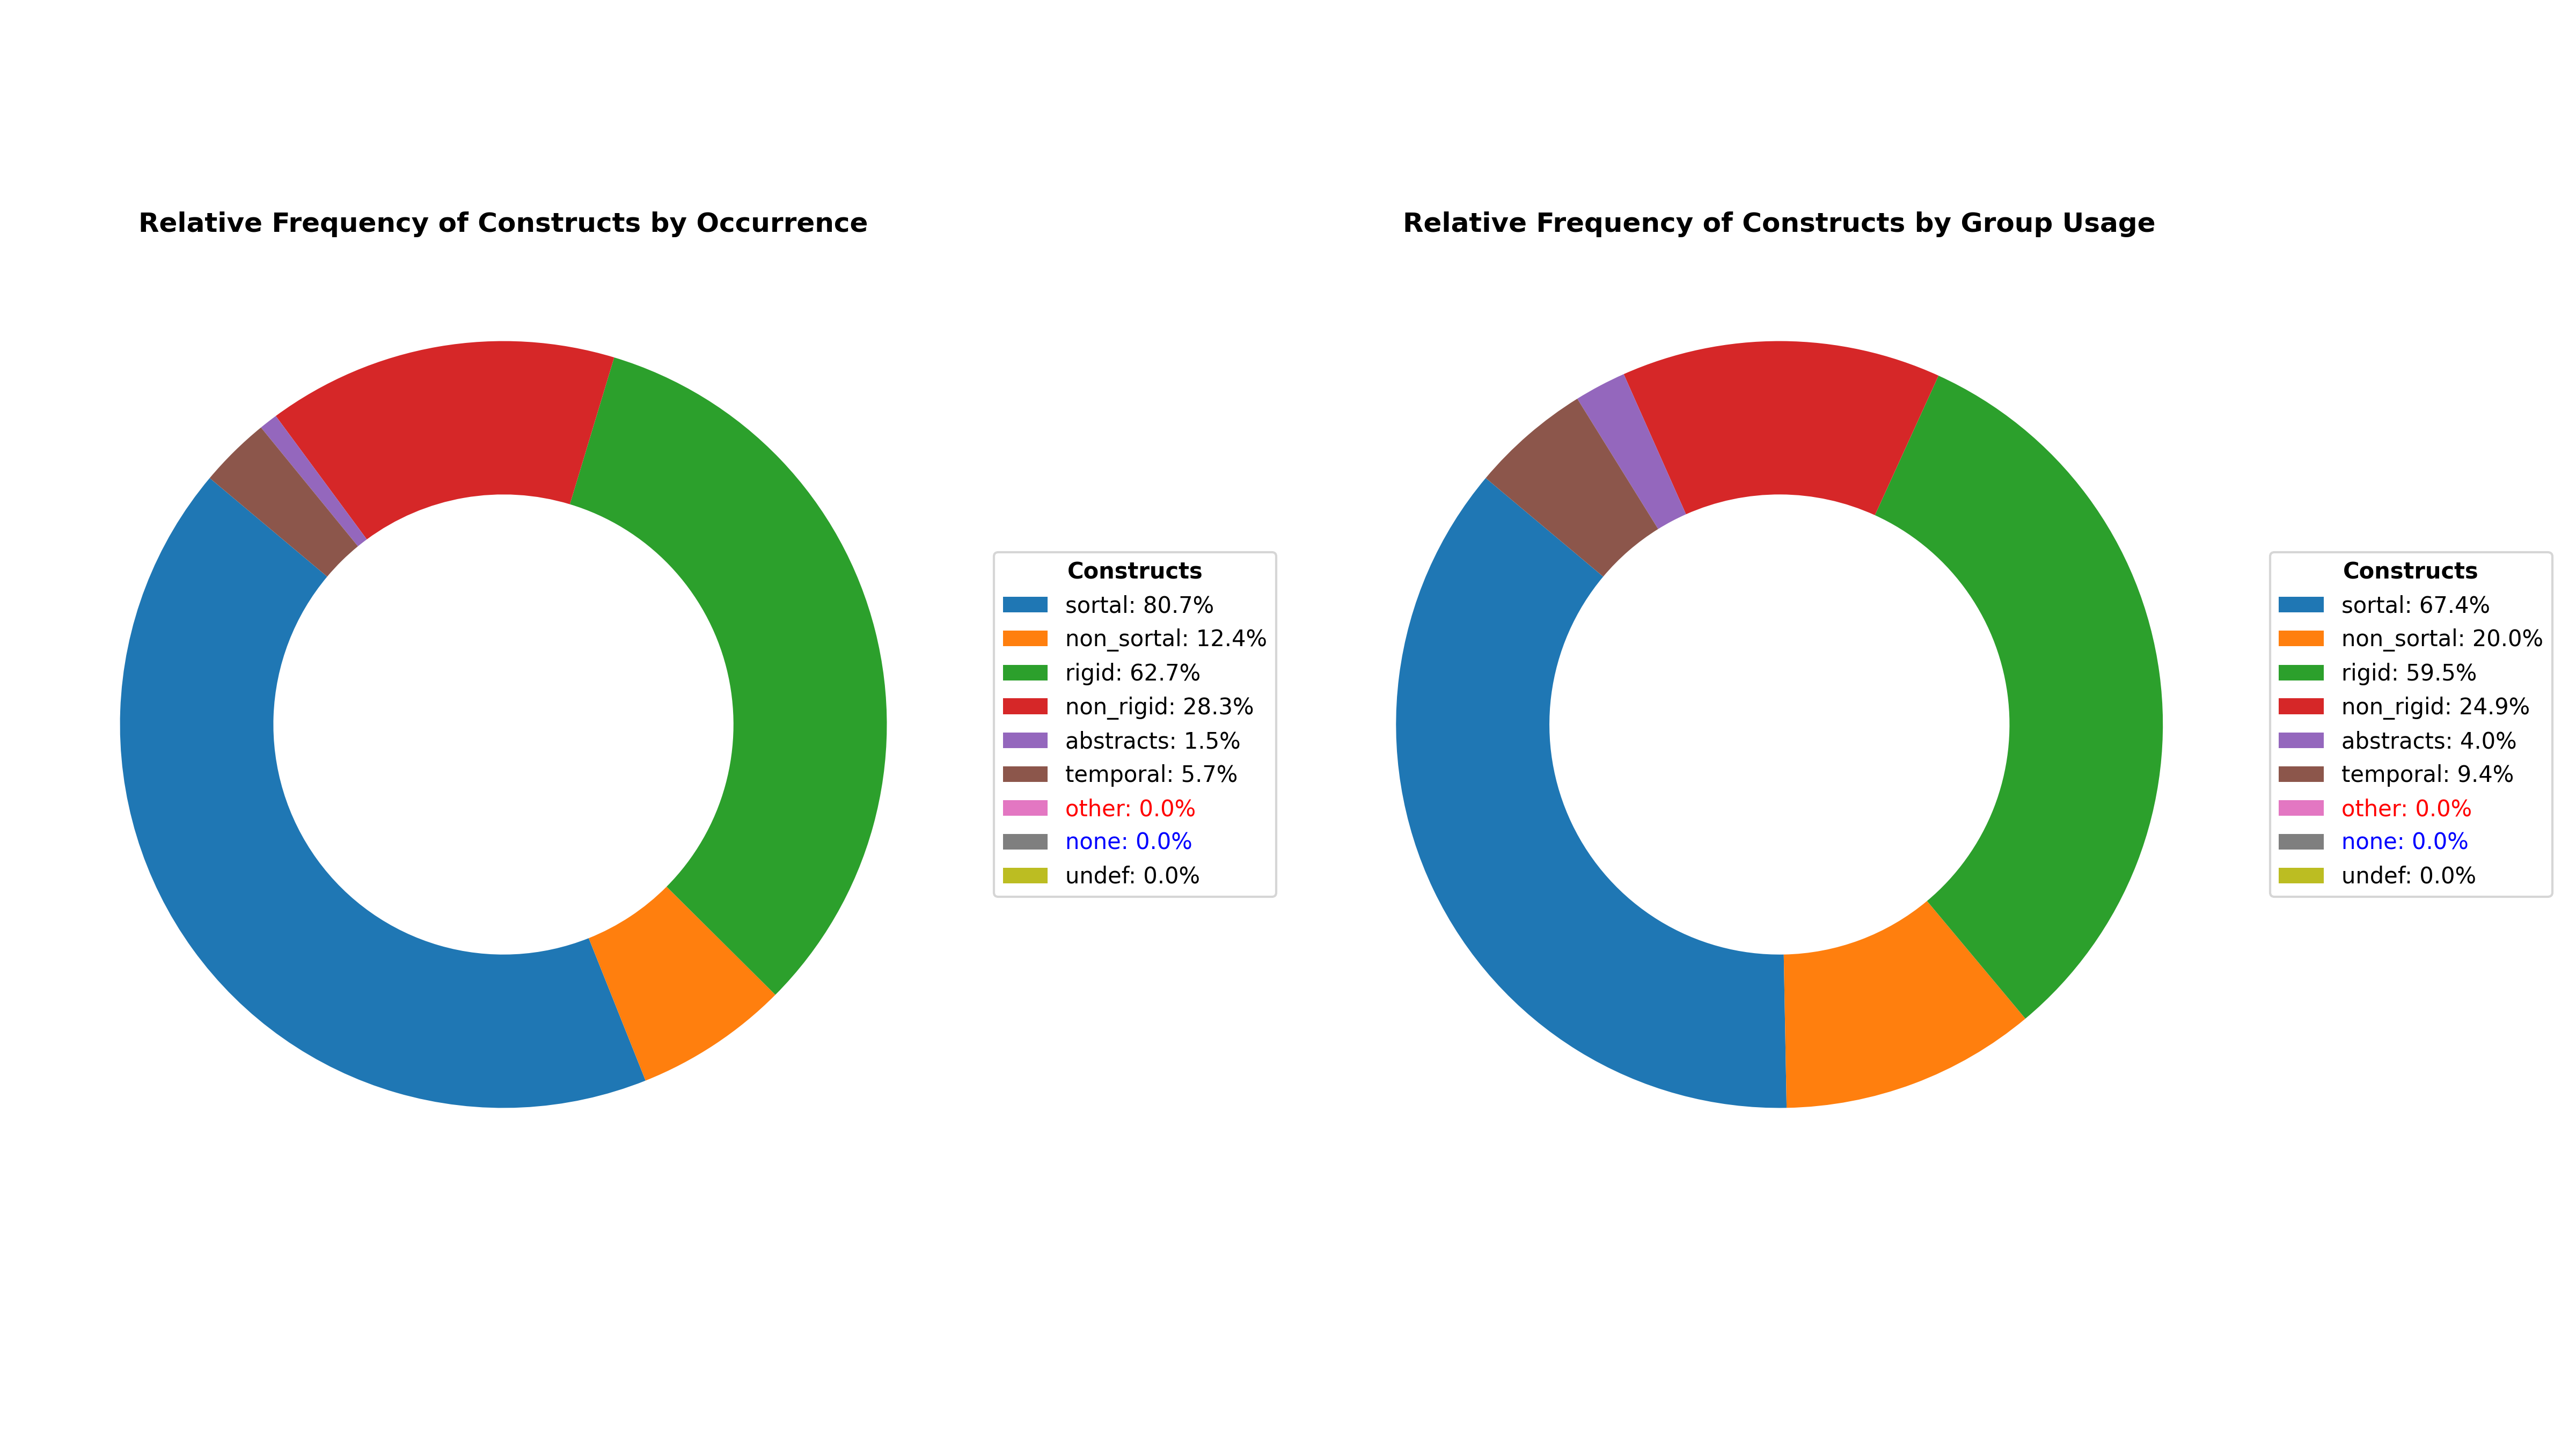 Relative Frequency of Constructs by Occurrence
Constructs
sortal: 80.7%
non_sortal: 12.4%
rigid: 62.7%
non_rigid: 28.3%
abstracts: 1.5%
temporal: 5.7%
other: 0.0%
none: 0.0%
undef: 0.0%
Relative Frequency of Constructs by Group Usage
Constructs
sortal: 67.4%
non_sortal: 20.0%
rigid: 59.5%
non_rigid: 24.9%
abstracts: 4.0%
temporal: 9.4%
other: 0.0%
none: 0.0%
undef: 0.0%